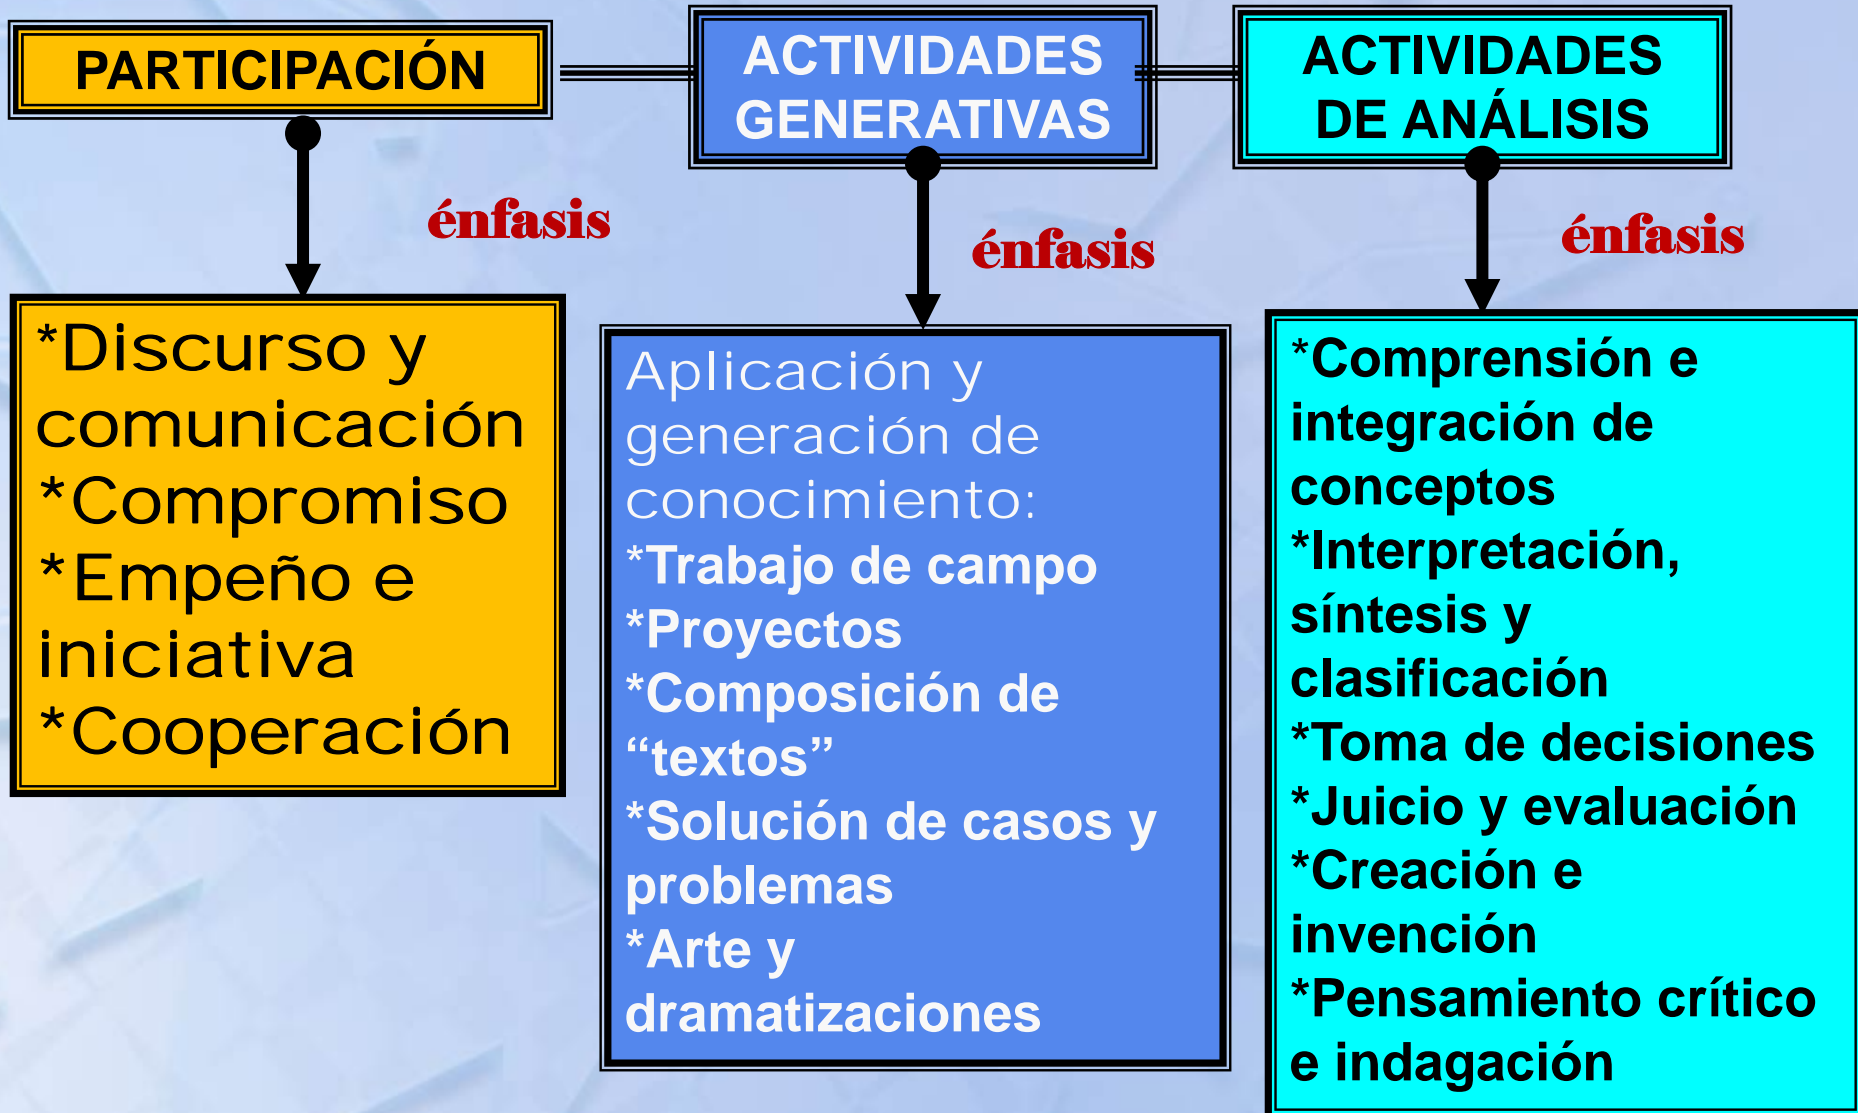 PARTICIPACIÓN
énfasis
*Discurso y
comunicación
*Compromiso
*Empeño e
iniciativa
*Cooperación
ACTIVIDADES
GENERATIVAS
énfasis
Aplicación y
generación de
conocimiento:
*Trabajo de campo
*Proyectos
*Composición de
“textos”
*Solución de casos y
problemas
*Arte y
dramatizaciones
ACTIVIDADES
DE ANÁLISIS
énfasis
*Comprensión e
integración de
conceptos
*Interpretación,
síntesis y
clasificación
*Toma de decisiones
*Juicio y evaluación
*Creación e
invención
*Pensamiento crítico
e indagación